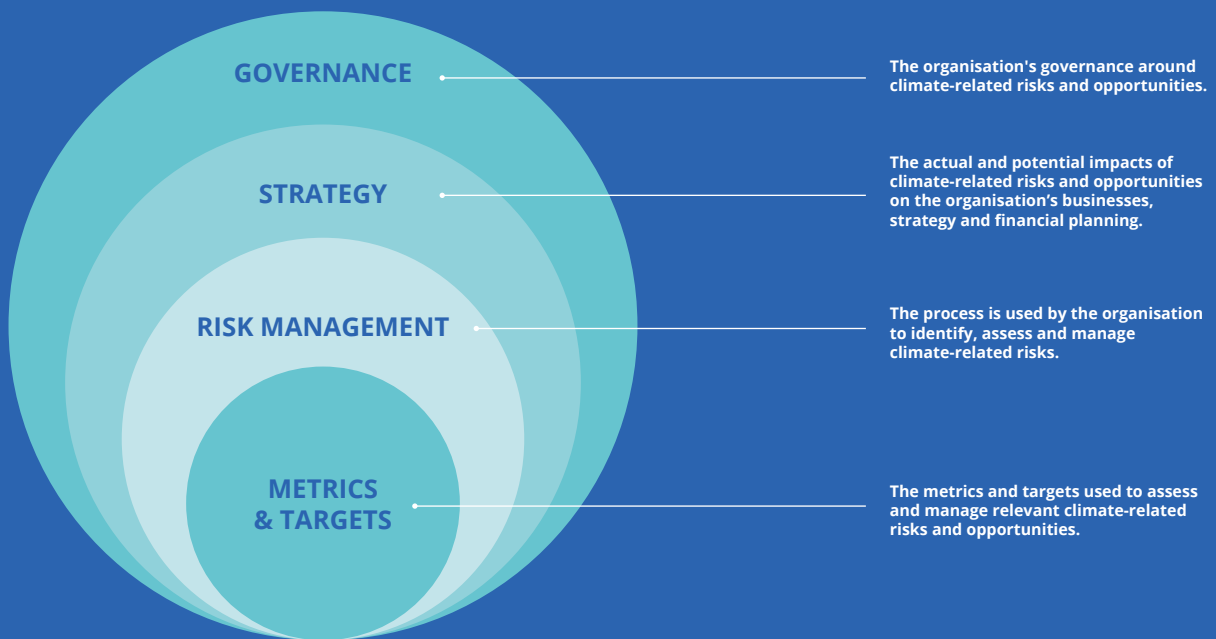 GOVERNANCE
The organisation's governance around
climate-related risks and opportunities.
STRATEGY
The actual and potential impacts of
climate-related risks and opportunities
on the organisation’s businesses,
strategy and financial planning.
RISK MANAGEMENT
The process is used by the organisation
to identify, assess and manage
climate-related risks.
METRICS
& TARGETS
The metrics and targets used to assess
and manage relevant climate-related
risks and opportunities.